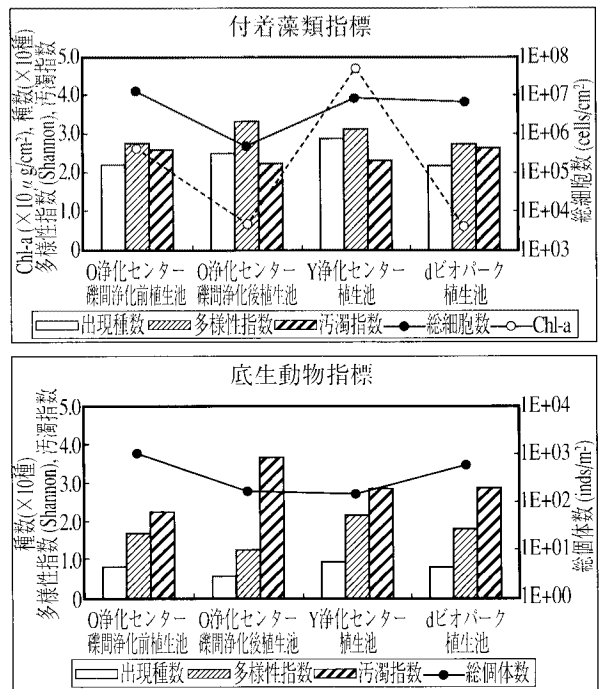 付着藻類指標
Chl-a (×10μg/cm²), 種数(×10種)
多様性指数 (Shannon), 汚濁指数
5.0
4.0
3.0
2.0
1.0
0
1E+08
1E+07
1E+06
1E+05
1E+04
1E+03
総細胞数 (cells/cm²)
O浄化センター O浄化センター Y浄化センター dビオパーク
礫間浄化前植生池 礫間浄化後植生池 植生池 植生池
出現種数 多様性指数 汚濁指数 総細胞数 Chl-a
底生動物指標
種数(×10種)
多様性指数 (Shannon), 汚濁指数
5.0
4.0
3.0
2.0
1.0
0.0
1E+04
1E+03
1E+02
1E+01
1E+00
総個体数 (inds/m²)
O浄化センター O浄化センター Y浄化センター dビオパーク
礫間浄化前植生池 礫間浄化後植生池 植生池 植生池
出現種数 多様性指数 汚濁指数 総個体数